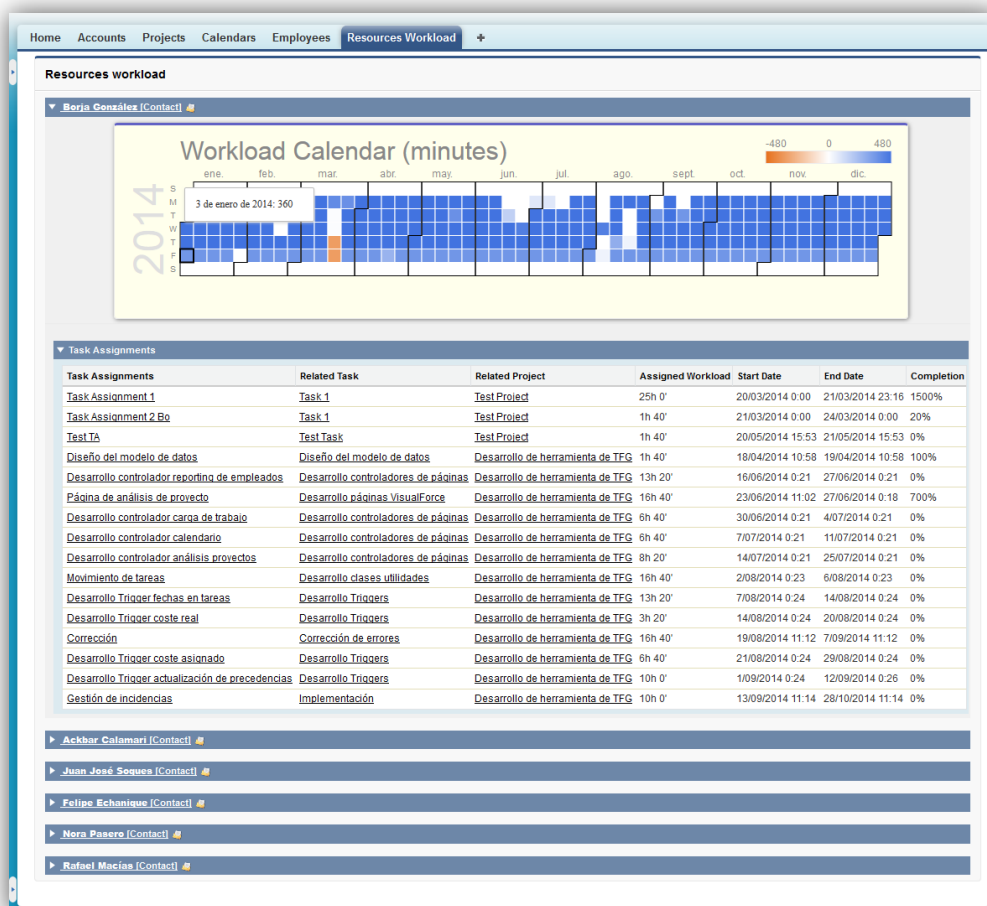 Home Accounts Projects Calendars Employees Resources Workload +
Resources workload
Borja González [Contact]
Workload Calendar (minutes)
-480 0 480
ene. feb. mar. abr. may. jun. jul. ago. sept. oct. nov. dic.
2014
S
M
T
W
T
F
S
3 de enero de 2014: 360
Task Assignments
Task Assignments Related Task Related Project Assigned Workload Start Date End Date Completion
Task Assignment 1 Task 1 Test Project 25h 0' 20/03/2014 0:00 21/03/2014 23:16 1500%
Task Assignment 2 Bo Task 1 Test Project 1h 40' 21/03/2014 0:00 24/03/2014 0:00 20%
Test TA Test Task Test Project 1h 40' 20/05/2014 15:53 21/05/2014 15:53 0%
Diseño del modelo de datos Diseño del modelo de datos Desarrollo de herramienta de TFG 1h 40' 18/04/2014 10:58 19/04/2014 10:58 100%
Desarrollo controlador reporting de empleados Desarrollo controladores de páginas Desarrollo de herramienta de TFG 13h 20' 16/06/2014 0:21 27/06/2014 0:21 0%
Página de análisis de proyecto Desarrollo páginas VisualForce Desarrollo de herramienta de TFG 16h 40' 23/06/2014 11:02 27/06/2014 0:18 700%
Desarrollo controlador carga de trabajo Desarrollo controladores de páginas Desarrollo de herramienta de TFG 6h 40' 30/06/2014 0:21 4/07/2014 0:21 0%
Desarrollo controlador calendario Desarrollo controladores de páginas Desarrollo de herramienta de TFG 6h 40' 7/07/2014 0:21 11/07/2014 0:21 0%
Desarrollo controlador análisis proyectos Desarrollo controladores de páginas Desarrollo de herramienta de TFG 8h 20' 14/07/2014 0:21 25/07/2014 0:21 0%
Movimiento de tareas Desarrollo clases utilidades Desarrollo de herramienta de TFG 16h 40' 2/08/2014 0:23 6/08/2014 0:23 0%
Desarrollo Trigger fechas en tareas Desarrollo Triggers Desarrollo de herramienta de TFG 13h 20' 7/08/2014 0:24 14/08/2014 0:24 0%
Desarrollo Trigger coste real Desarrollo Triggers Desarrollo de herramienta de TFG 3h 20' 14/08/2014 0:24 20/08/2014 0:24 0%
Corrección Corrección de errores Desarrollo de herramienta de TFG 16h 40' 19/08/2014 11:12 7/09/2014 11:12 0%
Desarrollo Trigger coste asignado Desarrollo Triggers Desarrollo de herramienta de TFG 6h 40' 21/08/2014 0:24 29/08/2014 0:24 0%
Desarrollo Trigger actualización de precedencias Desarrollo Triggers Desarrollo de herramienta de TFG 10h 0' 1/09/2014 0:24 12/09/2014 0:26 0%
Gestión de incidencias Implementación Desarrollo de herramienta de TFG 10h 0' 13/09/2014 11:14 28/10/2014 11:14 0%
Ackbar Calamari [Contact]
Juan José Soques [Contact]
Felipe Echanique [Contact]
Nora Pasero [Contact]
Rafael Macías [Contact]